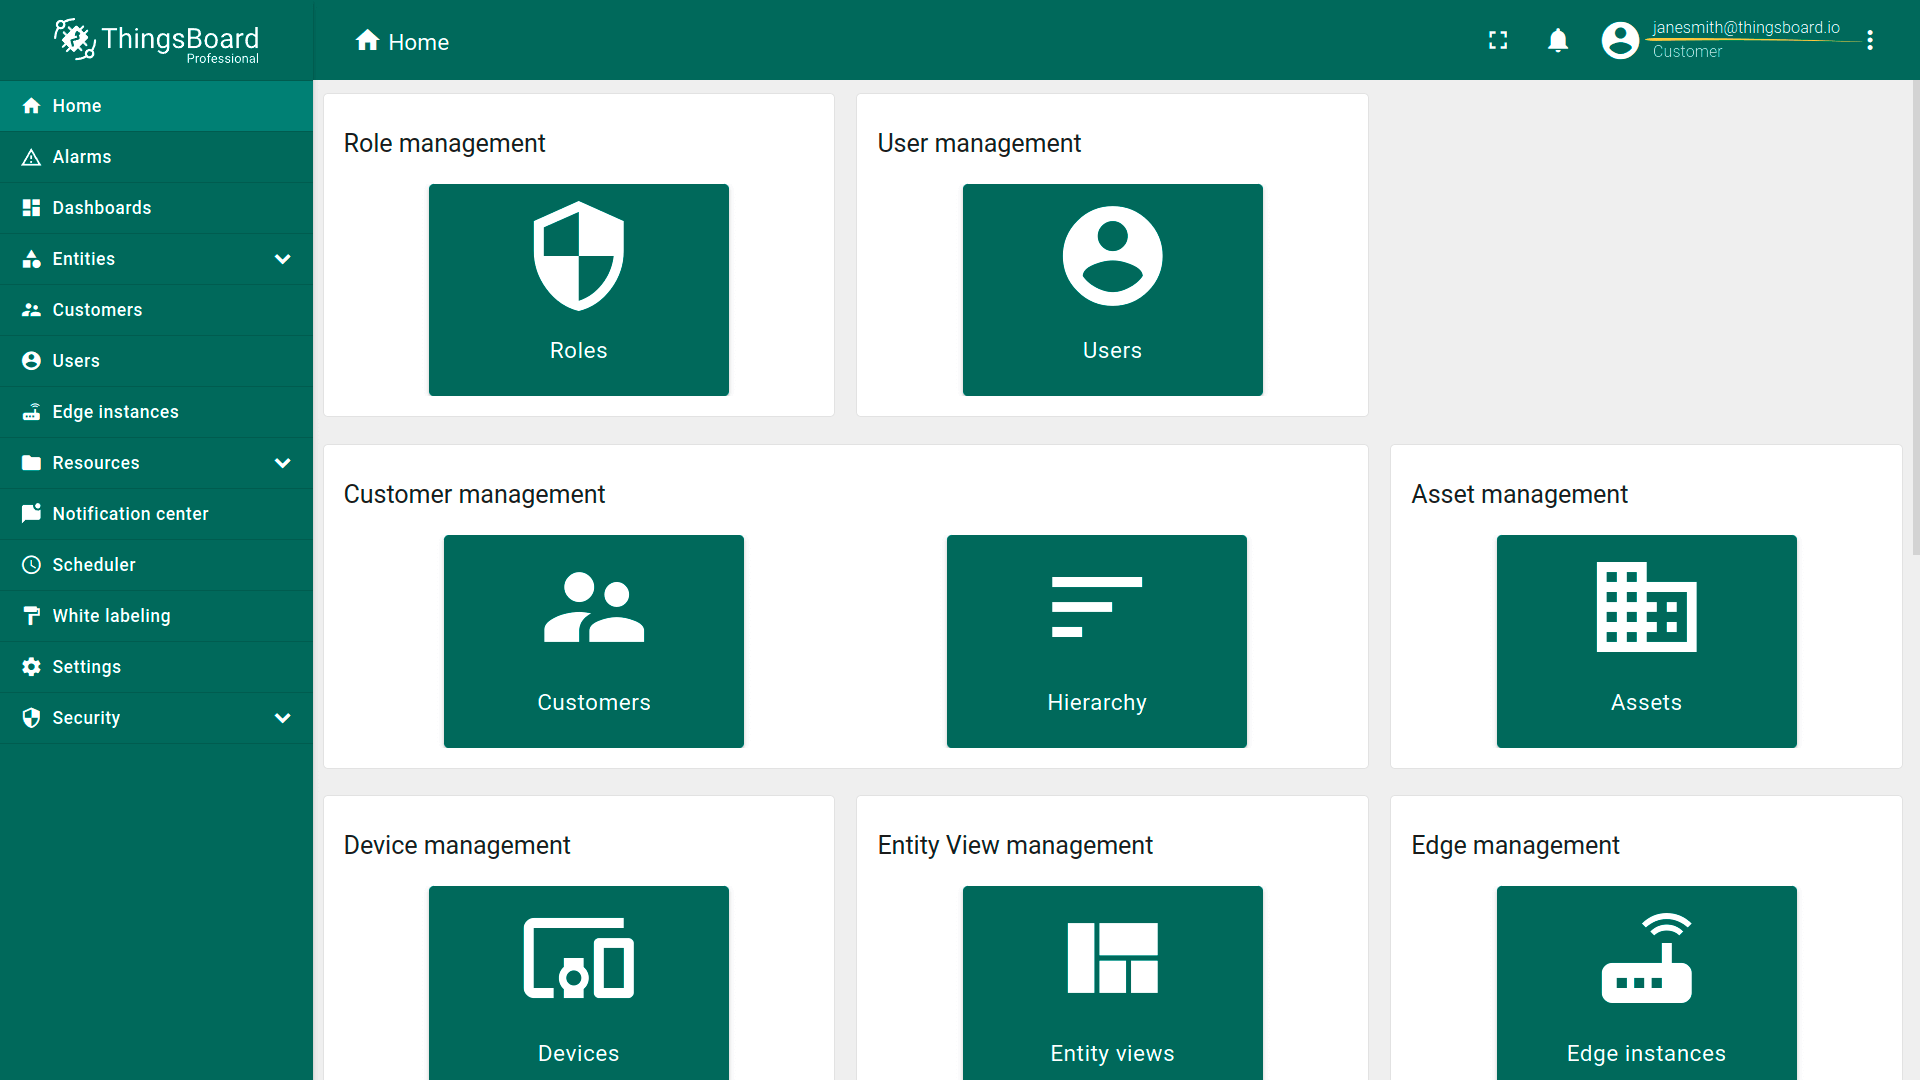 ThingsBoard
Professional
Home
janesmith@thingsboard.io
Customer
Home
Alarms
Dashboards
Entities
Customers
Users
Edge instances
Resources
Notification center
Scheduler
White labeling
Settings
Security
Role management
Roles
User management
Users
Customer management
Customers
Hierarchy
Asset management
Assets
Device management
Devices
Entity View management
Entity views
Edge management
Edge instances